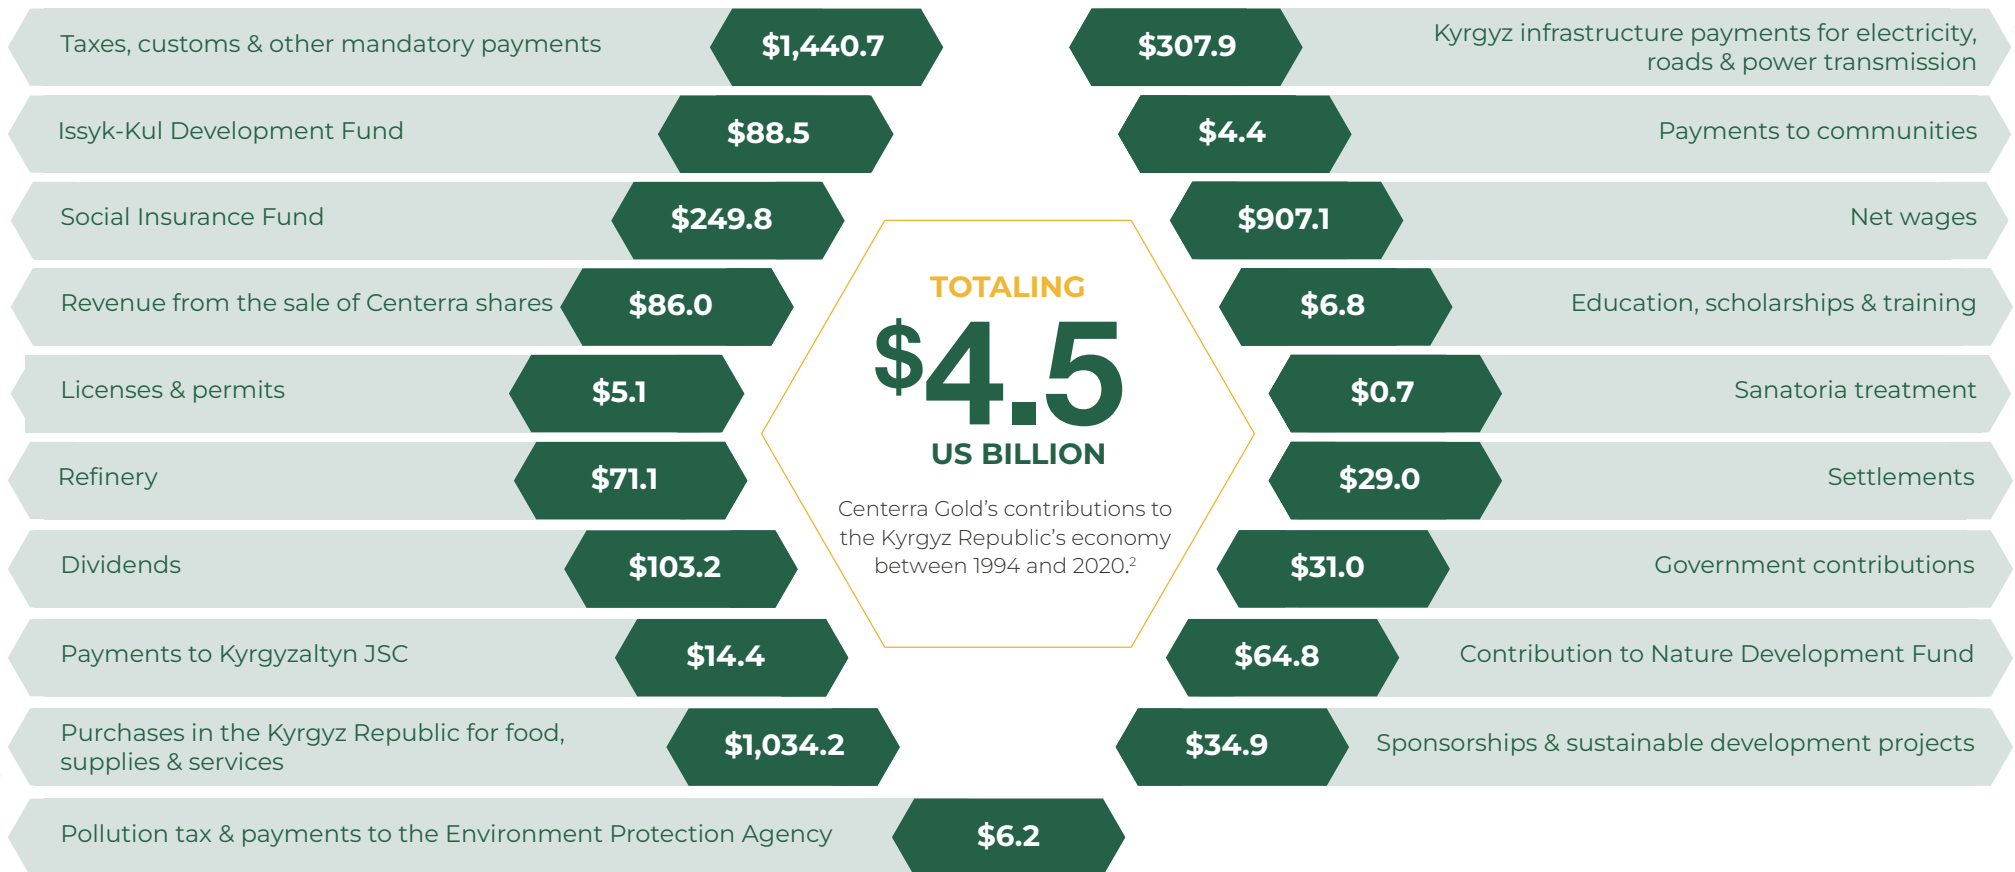 Taxes, customs & other mandatory payments
$1,440.7
Issyk-Kul Development Fund
$88.5
Social Insurance Fund
$249.8
Revenue from the sale of Centerra shares
$86.0
Licenses & permits
$5.1
Refinery
$71.1
Dividends
$103.2
Payments to Kyrgyzaltyn JSC
$14.4
Purchases in the Kyrgyz Republic for food,
supplies & services
$1,034.2
Pollution tax & payments to the Environment Protection Agency
$6.2
TOTALING
$4.5
US BILLION
Centerra Gold’s contributions to
the Kyrgyz Republic’s economy
between 1994 and 2020.²
$307.9
Kyrgyz infrastructure payments for electricity,
roads & power transmission
$4.4
Payments to communities
$907.1
Net wages
$6.8
Education, scholarships & training
$0.7
Sanatoria treatment
$29.0
Settlements
$31.0
Government contributions
$64.8
Contribution to Nature Development Fund
$34.9
Sponsorships & sustainable development projects